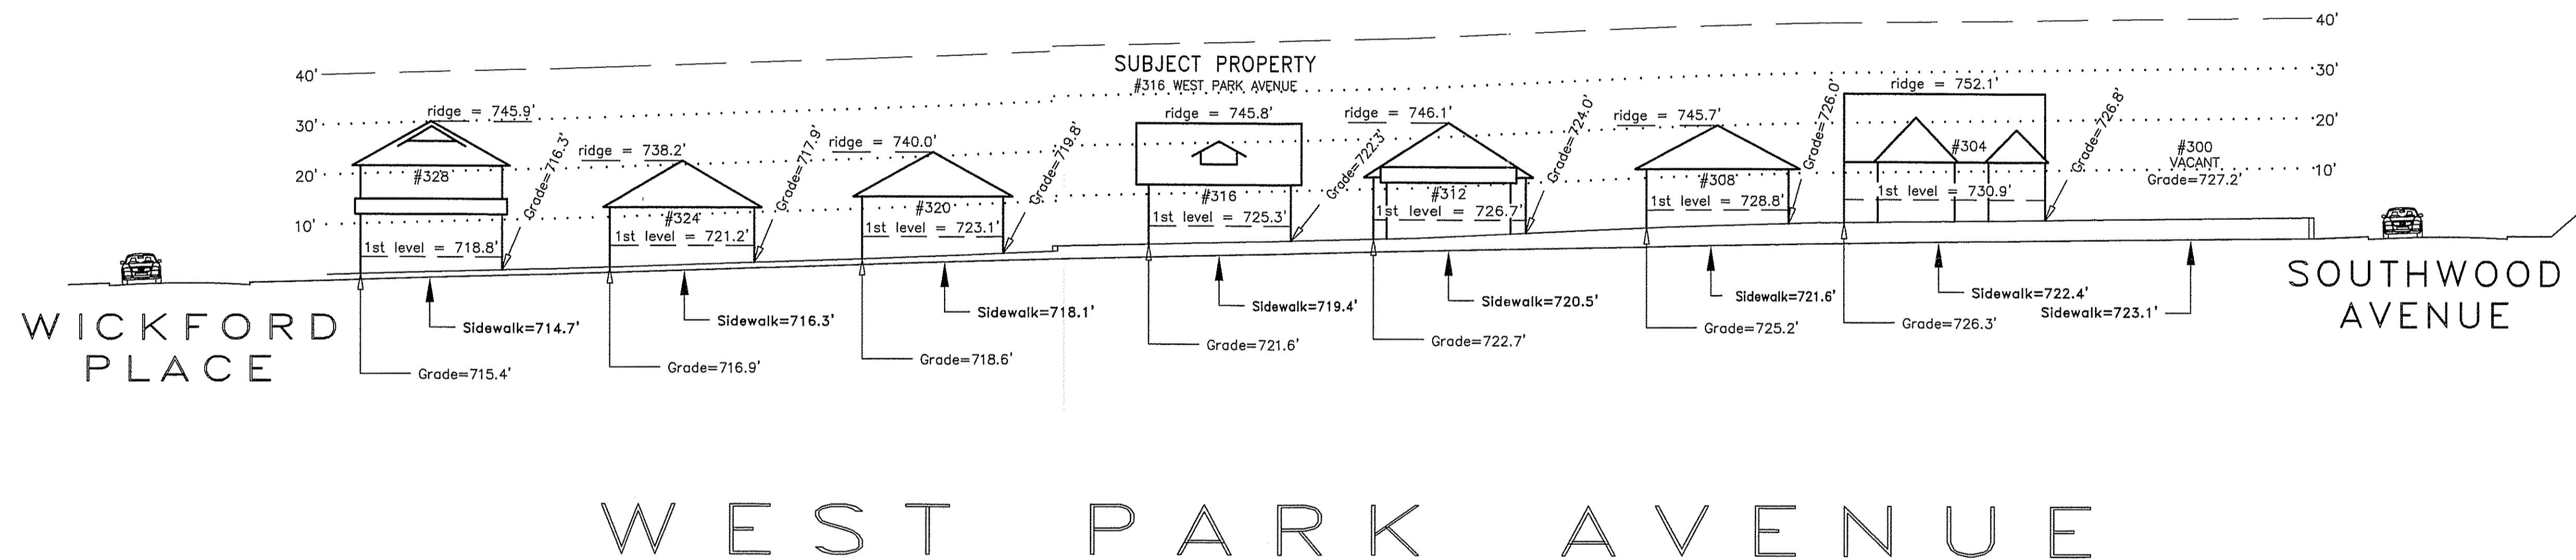 40'
40'
SUBJECT PROPERTY
#316 WEST PARK AVENUE
30'
40'
ridge = 752.1'
ridge = 745.9'
ridge = 745.8'
ridge = 746.1'
ridge = 745.7'
30'
20'
ridge = 738.2'
ridge = 740.0'
Grade=716.3'
Grade=717.9'
Grade=719.8'
Grade=722.3'
Grade=724.0'
Grade=726.0'
Grade=726.8'
#304
#300
VACANT
Grade=727.2'
10'
20'
#328
#324
#320
#316
#312
#308
10'
1st level = 718.8'
1st level = 721.2'
1st level = 723.1'
1st level = 725.3'
1st level = 726.7'
1st level = 728.8'
1st level = 730.9'
WICKFORD
PLACE
SOUTHWOOD
AVENUE
Sidewalk=714.7'
Sidewalk=716.3'
Sidewalk=718.1'
Sidewalk=719.4'
Sidewalk=720.5'
Sidewalk=721.6'
Sidewalk=722.4'
Sidewalk=723.1'
Grade=715.4'
Grade=716.9'
Grade=718.6'
Grade=721.6'
Grade=722.7'
Grade=725.2'
Grade=726.3'
WEST PARK AVENUE